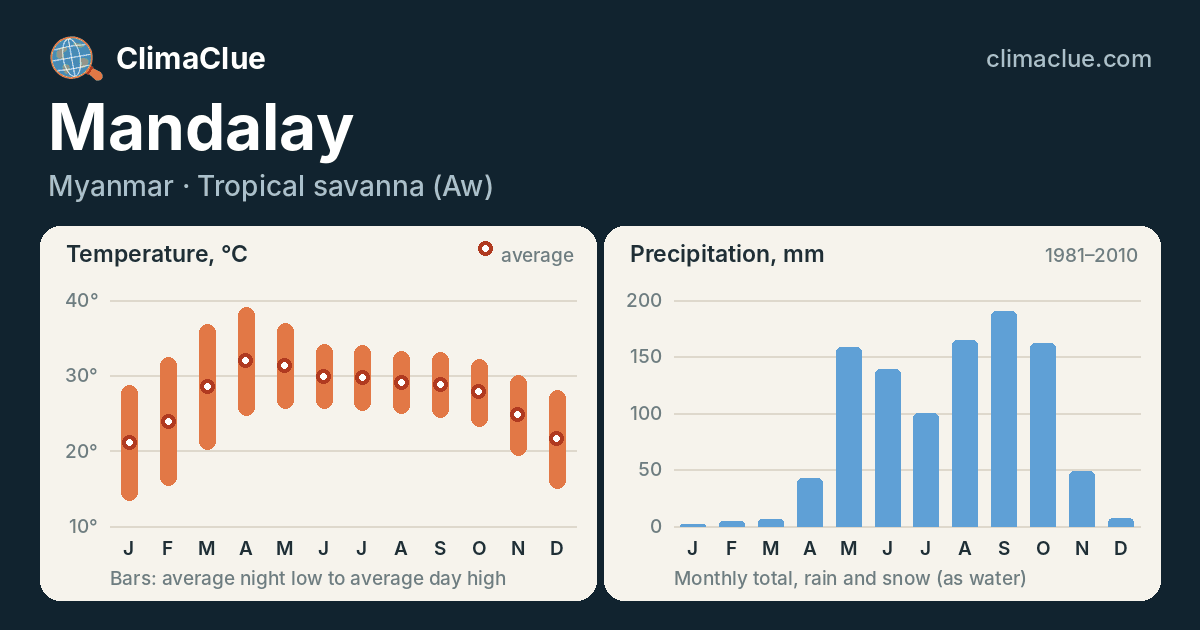 ClimaClue
climaclue.com
Mandalay
Myanmar · Tropical savanna (Aw)
Temperature, °C
average
40°
30°
20°
10°
J F M A M J J A S O N D
Bars: average night low to average day high
Precipitation, mm
1981–2010
200
150
100
50
0
J F M A M J J A S O N D
Monthly total, rain and snow (as water)